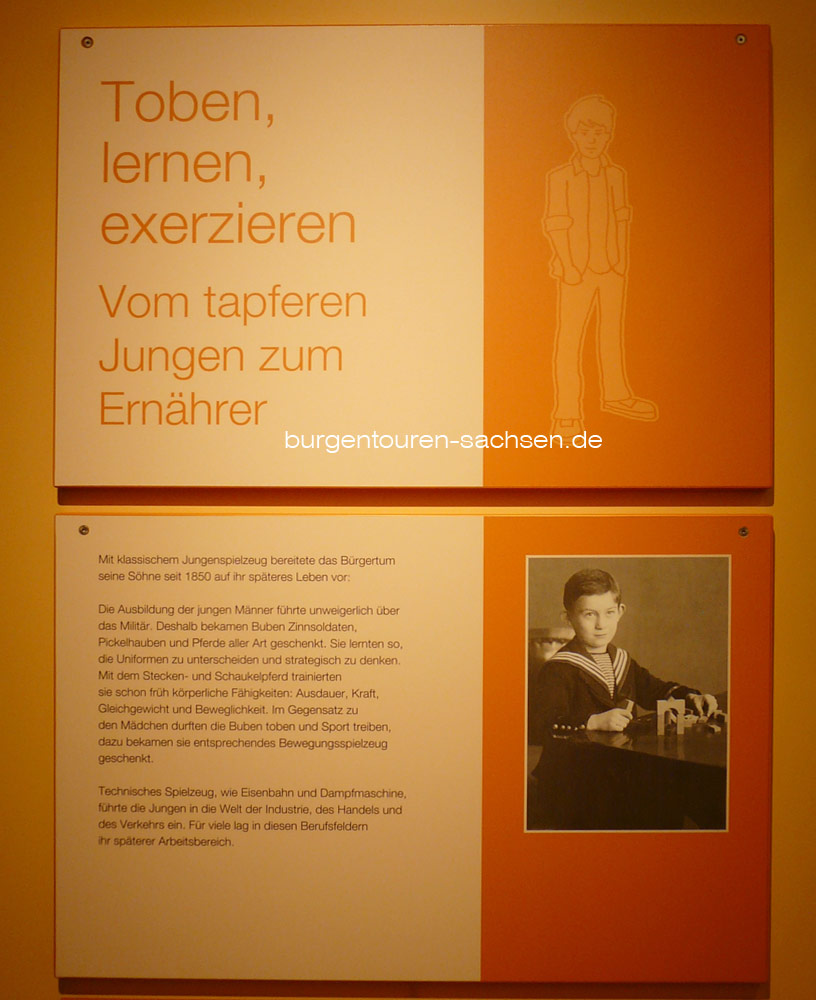 Toben,
lernen,
exerzieren
Vom tapferen
Jungen zum
Ernährer
burgentouren-sachsen.de
Mit klassischem Jungenspielzeug bereitete das Bürgertum
seine Söhne seit 1850 auf ihr späteres Leben vor:
Die Ausbildung der jungen Männer führte unweigerlich über
das Militär. Deshalb bekamen Buben Zinnsoldaten,
Pickelhauben und Pferde aller Art geschenkt. Sie lernten so,
die Uniformen zu unterscheiden und strategisch zu denken.
Mit dem Stecken- und Schaukelpferd trainierten
sie schon früh körperliche Fähigkeiten: Ausdauer, Kraft,
Gleichgewicht und Beweglichkeit. Im Gegensatz zu
den Mädchen durften die Buben toben und Sport treiben,
dazu bekamen sie entsprechendes Bewegungsspielzeug
geschenkt.
Technisches Spielzeug, wie Eisenbahn und Dampfmaschine,
führte die Jungen in die Welt der Industrie, des Handels und
des Verkehrs ein. Für viele lag in diesen Berufsfeldern
ihr späterer Arbeitsbereich.